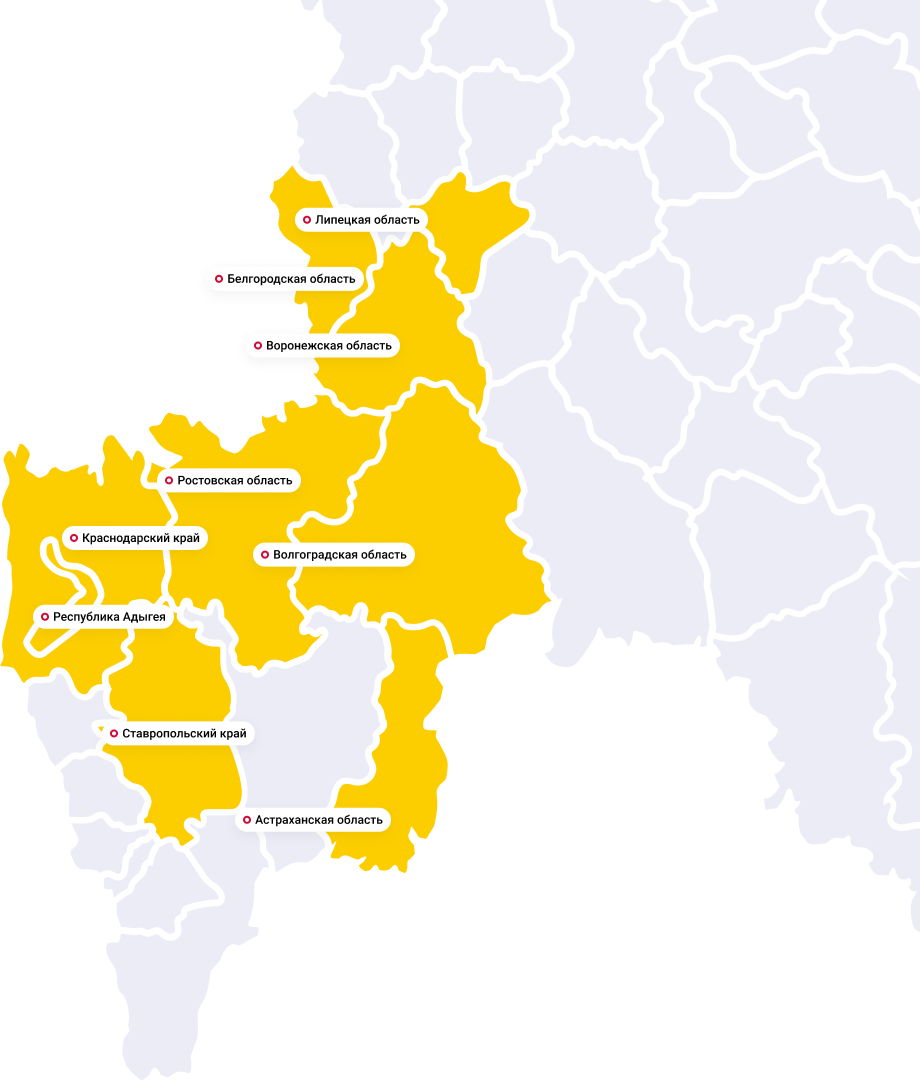 Липецкая область
Белгородская область
Воронежская область
Ростовская область
Краснодарский край
Волгоградская область
Республика Адыгея
Ставропольский край
Астраханская область